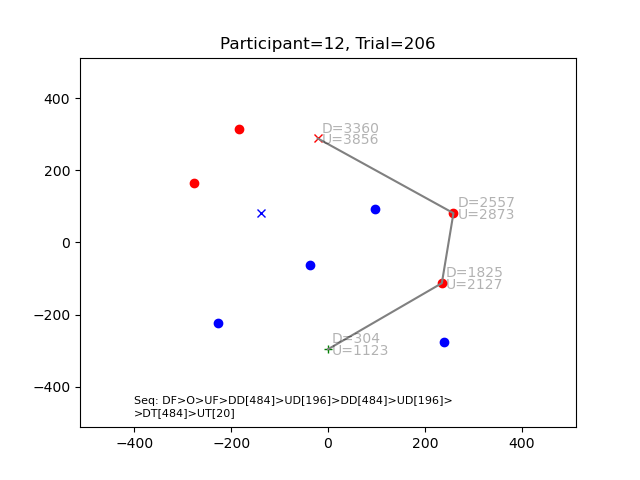 Participant=12, Trial=206
400
200
0
−200
−400
−400
−200
0
200
400
D=3360
U=3856
D=2557
U=2873
D=1825
U=2127
D=304
U=1123
Seq: DF>O>UF>DD[484]>UD[196]>DD[484]>UD[196]>
>DT[484]>UT[20]